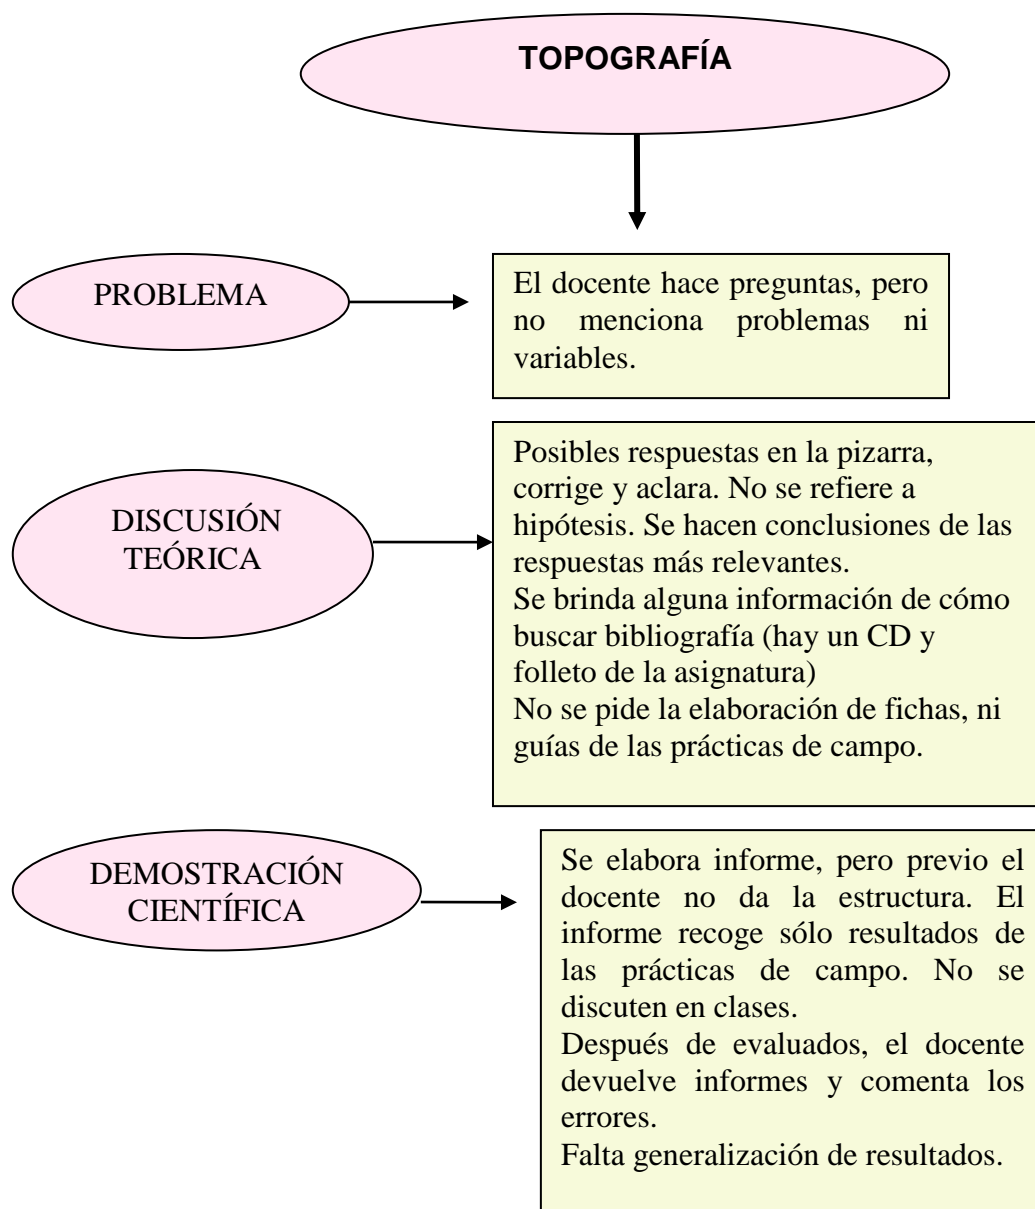 TOPOGRAFÍA
PROBLEMA
El docente hace preguntas, pero
no menciona problemas ni
variables.
DISCUSIÓN
TEÓRICA
Posibles respuestas en la pizarra,
corrige y aclara. No se refiere a
hipótesis. Se hacen conclusiones de las
respuestas más relevantes.
Se brinda alguna información de cómo
buscar bibliografía (hay un CD y
folleto de la asignatura)
No se pide la elaboración de fichas, ni
guías de las prácticas de campo.
DEMOSTRACIÓN
CIENTÍFICA
Se elabora informe, pero previo el
docente no da la estructura. El
informe recoge sólo resultados de
las prácticas de campo. No se
discuten en clases.
Después de evaluados, el docente
devuelve informes y comenta los
errores.
Falta generalización de resultados.